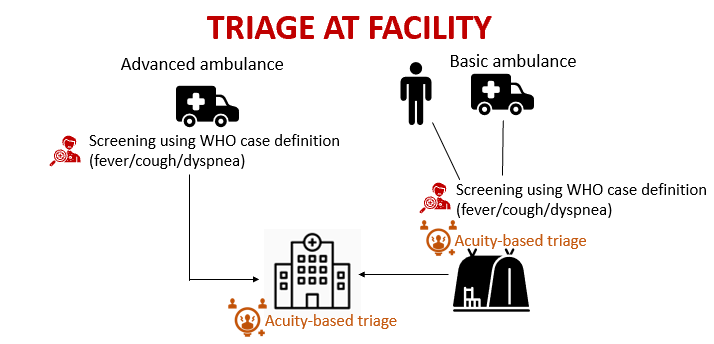 TRIAGE AT FACILITY
Advanced ambulance
Basic ambulance
Screening using WHO case definition
(fever/cough/dyspnea)
Screening using WHO case definition
(fever/cough/dyspnea)
Acuity-based triage
Acuity-based triage